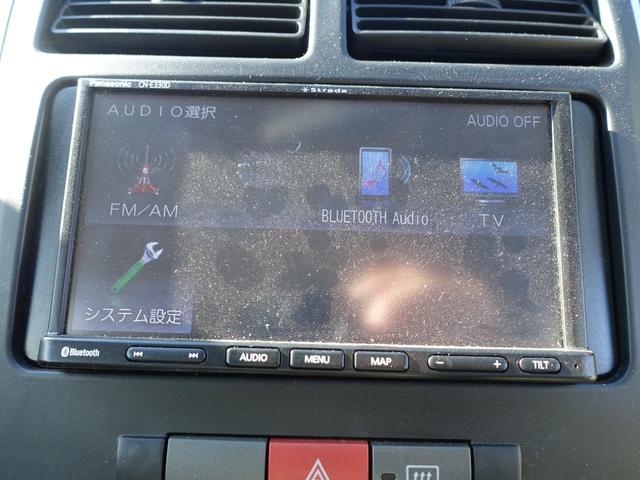 Panasonic CN-E330D
Strada
AUDIO選択
AUDIO OFF
FM/AM
BLUETOOTH Audio
TV
システム設定
Bluetooth
AUDIO
MENU
MAP
− +
TILT